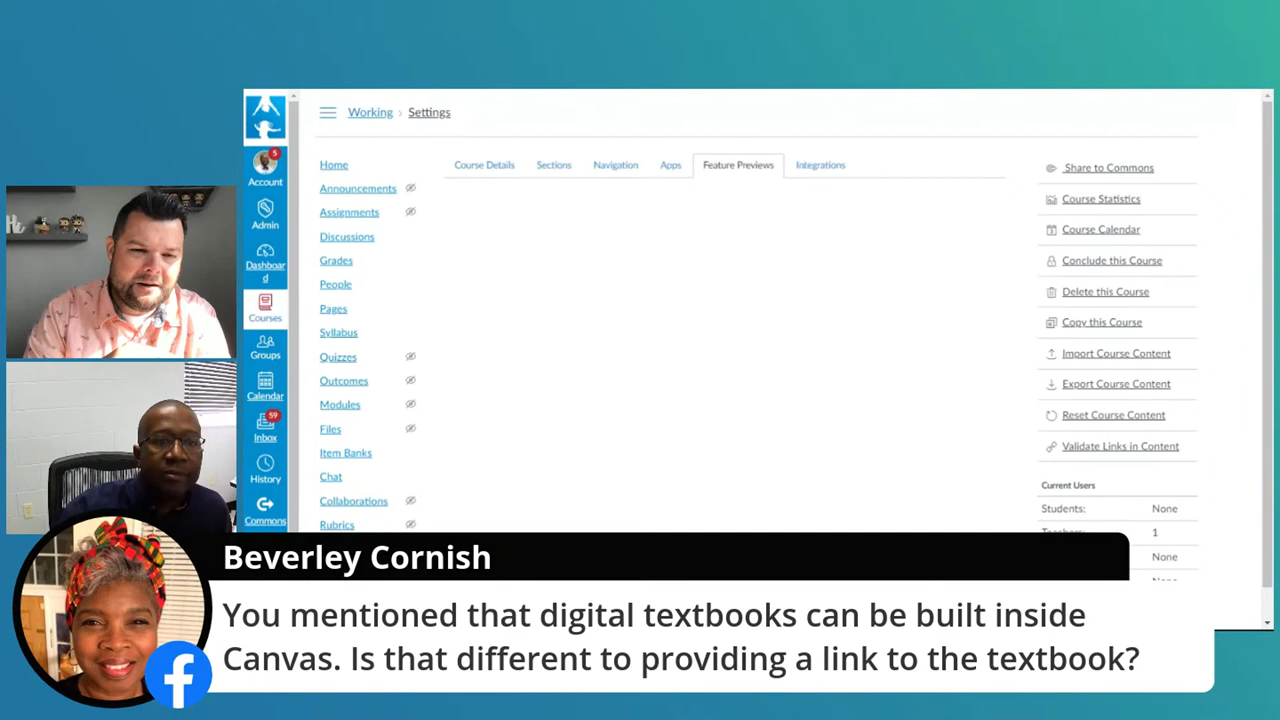 Working › Settings
Course Details Sections Navigation Apps Feature Previews Integrations
5
Account
Admin
Dashboar
d
Courses
Groups
Calendar
59
Inbox
History
Commons
Home
Announcements
Assignments
Discussions
Grades
People
Pages
Syllabus
Quizzes
Outcomes
Modules
Files
Item Banks
Chat
Collaborations
Rubrics
Share to Commons
Course Statistics
Course Calendar
Conclude this Course
Delete this Course
Copy this Course
Import Course Content
Export Course Content
Reset Course Content
Validate Links in Content
Current Users
Students: None
1
None
Beverley Cornish
You mentioned that digital textbooks can be built inside
Canvas. Is that different to providing a link to the textbook?